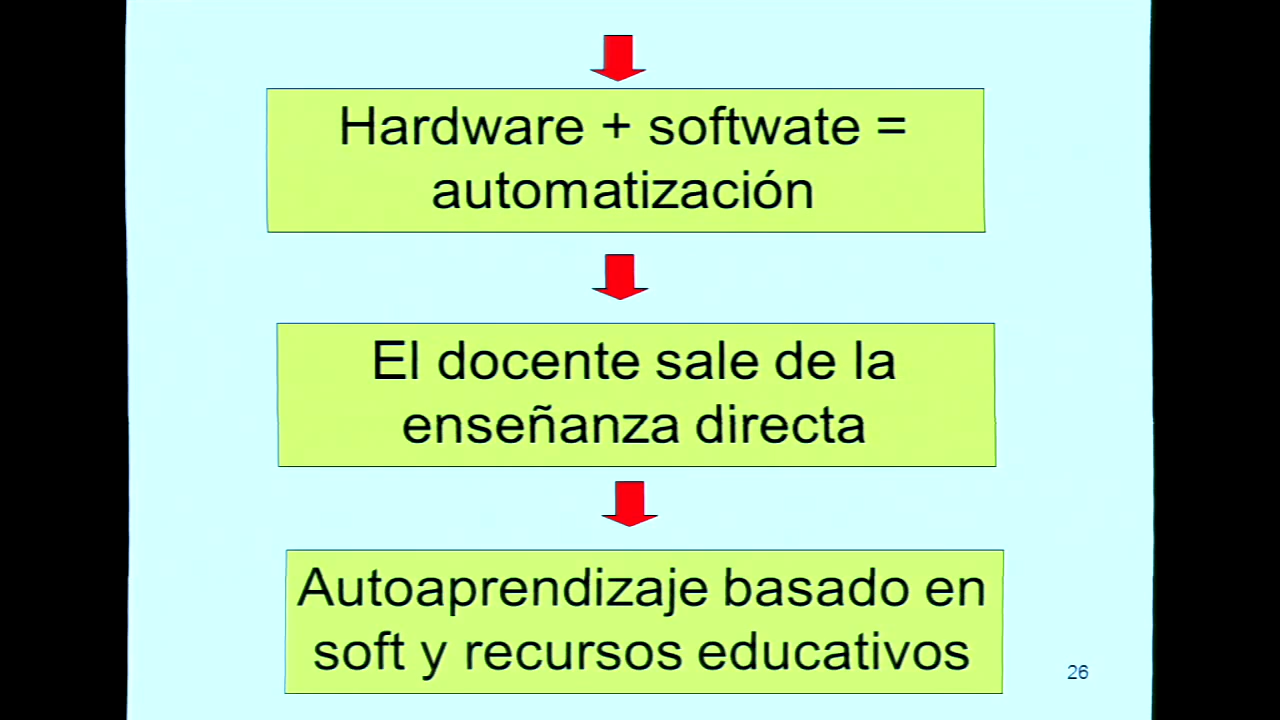 Hardware + softwate =
automatización
El docente sale de la
enseñanza directa
Autoaprendizaje basado en
soft y recursos educativos
26